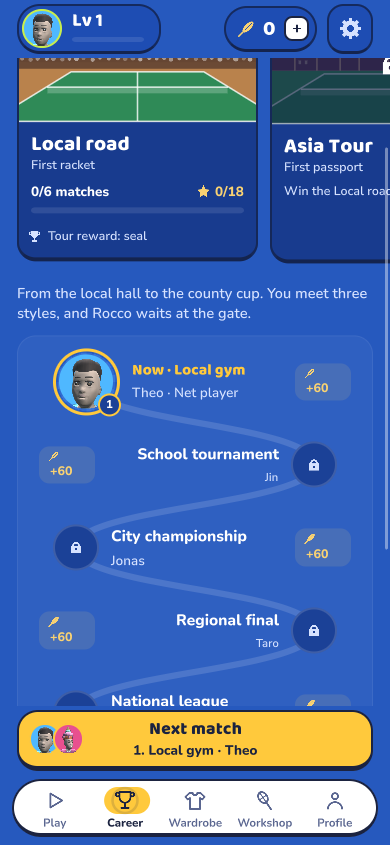 Lv 1
0
+
Local road
First racket
0/6 matches
0/18
Tour reward: seal
Asia Tour
First passport
Win the Local road
From the local hall to the county cup. You meet three
styles, and Rocco waits at the gate.
Now · Local gym
Theo · Net player
+60
1
School tournament
Jin
+60
City championship
Jonas
+60
Regional final
Taro
+60
National league
Next match
1. Local gym · Theo
Play
Career
Wardrobe
Workshop
Profile